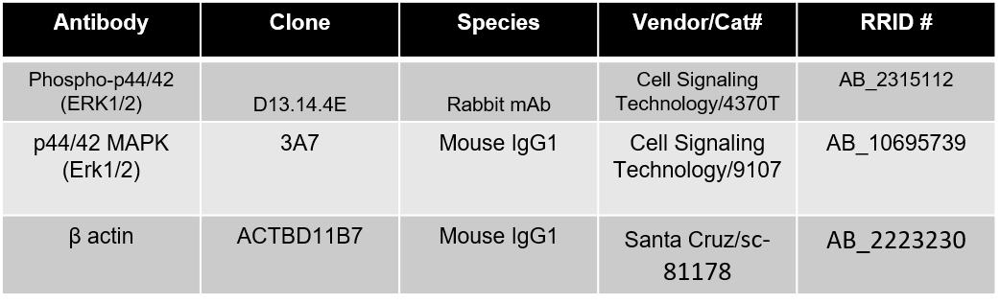 Antibody Clone Species Vendor/Cat# RRID #
Phospho-p44/42
(ERK1/2)
D13.14.4E
Rabbit mAb
Cell Signaling
Technology/4370T
AB_2315112
p44/42 MAPK
(Erk1/2)
3A7
Mouse IgG1
Cell Signaling
Technology/9107
AB_10695739
β actin
ACTBD11B7
Mouse IgG1
Santa Cruz/sc-
81178
AB_2223230